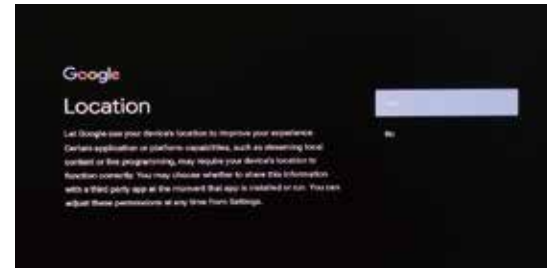 Google
Location
Let Google use your device's location to improve your experience.
Certain application or platform capabilities, such as streaming local
content or live programming, may require your device's location to
function correctly. You may choose whether to share this information
with a third party app at the moment that app is installed or run. You can
adjust these permissions at any time from Settings.
No